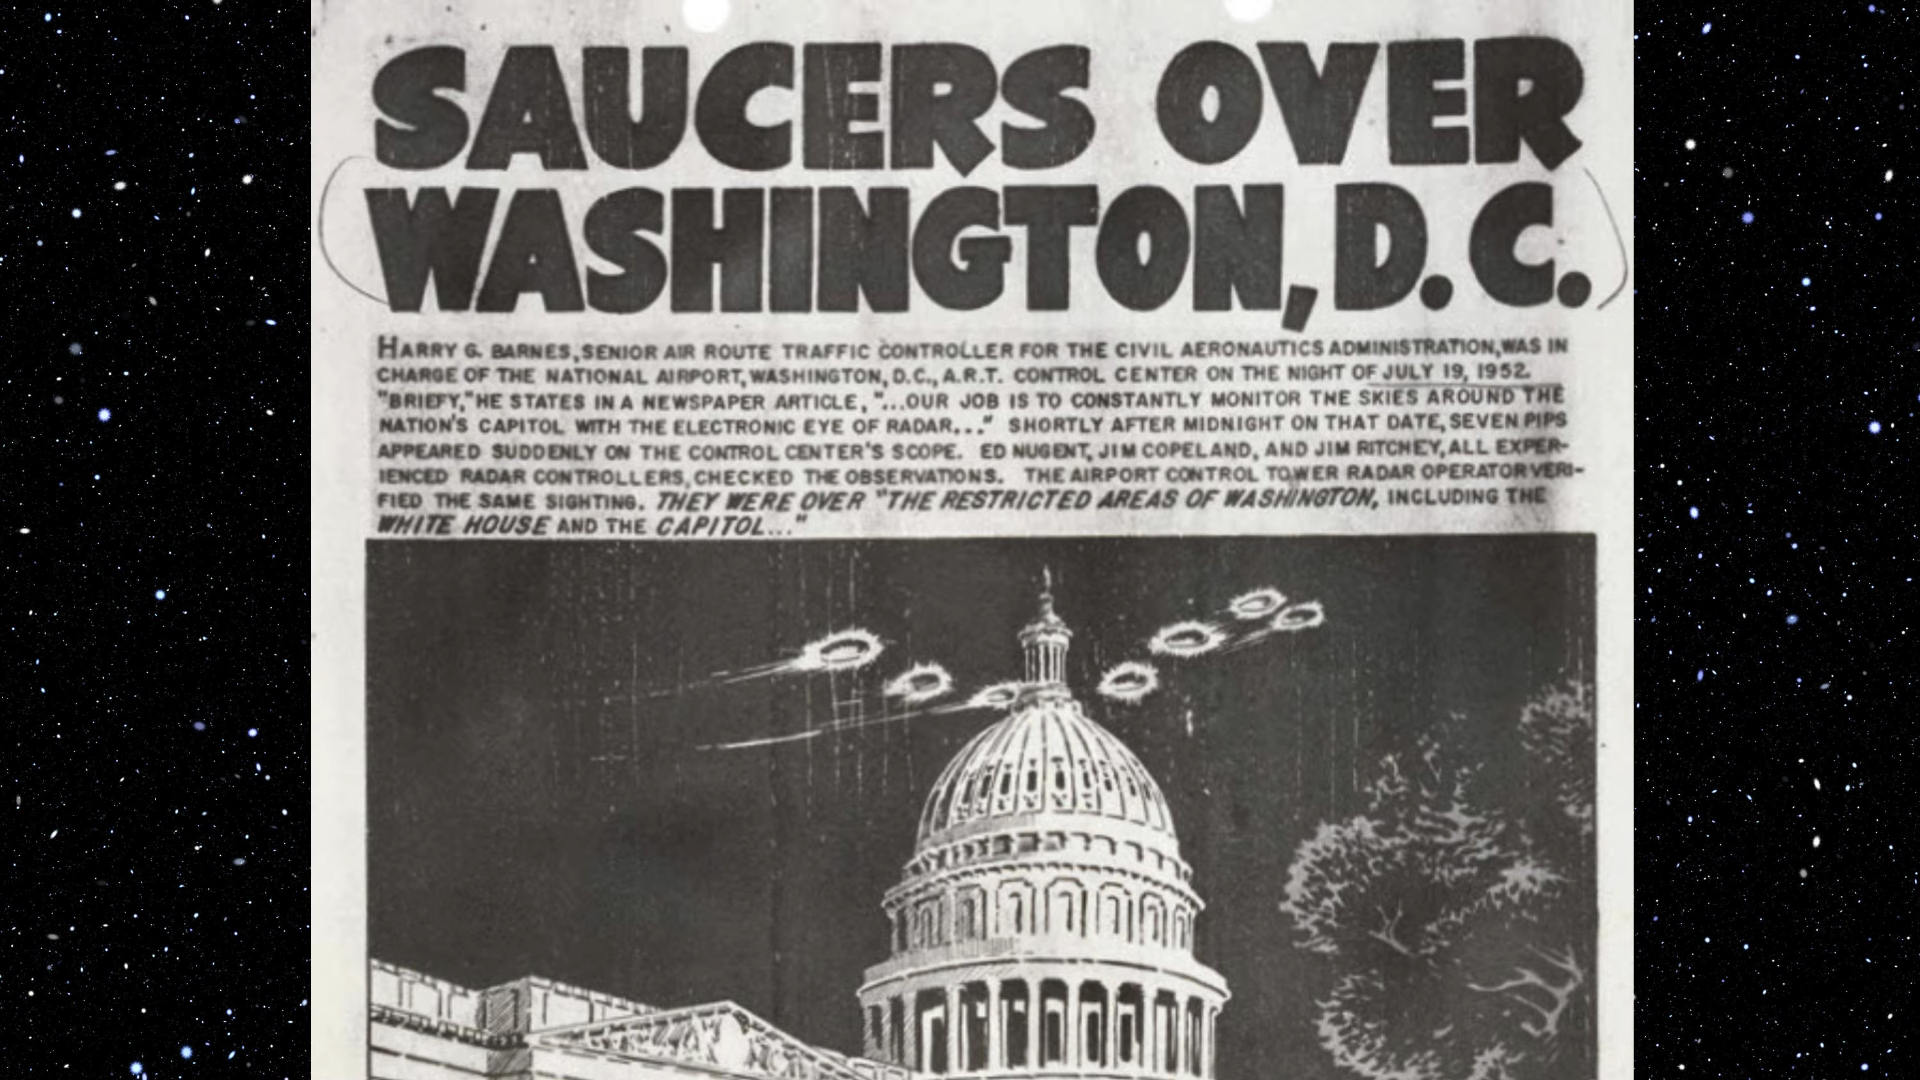 SAUCERS OVER
WASHINGTON, D.C.
HARRY G. BARNES, SENIOR AIR ROUTE TRAFFIC CONTROLLER FOR THE CIVIL AERONAUTICS ADMINISTRATION, WAS IN
CHARGE OF THE NATIONAL AIRPORT, WASHINGTON, D.C., A.R.T. CONTROL CENTER ON THE NIGHT OF JULY 19, 1952.
"BRIEFY," HE STATES IN A NEWSPAPER ARTICLE, "...OUR JOB IS TO CONSTANTLY MONITOR THE SKIES AROUND THE
NATION'S CAPITOL WITH THE ELECTRONIC EYE OF RADAR..." SHORTLY AFTER MIDNIGHT ON THAT DATE, SEVEN PIPS
APPEARED SUDDENLY ON THE CONTROL CENTER'S SCOPE. ED NUGENT, JIM COPELAND, AND JIM RITCHEY, ALL EXPER-
IENCED RADAR CONTROLLERS, CHECKED THE OBSERVATIONS. THE AIRPORT CONTROL TOWER RADAR OPERATOR VERI-
FIED THE SAME SIGHTING. THEY WERE OVER "THE RESTRICTED AREAS OF WASHINGTON, INCLUDING THE
WHITE HOUSE AND THE CAPITOL..."